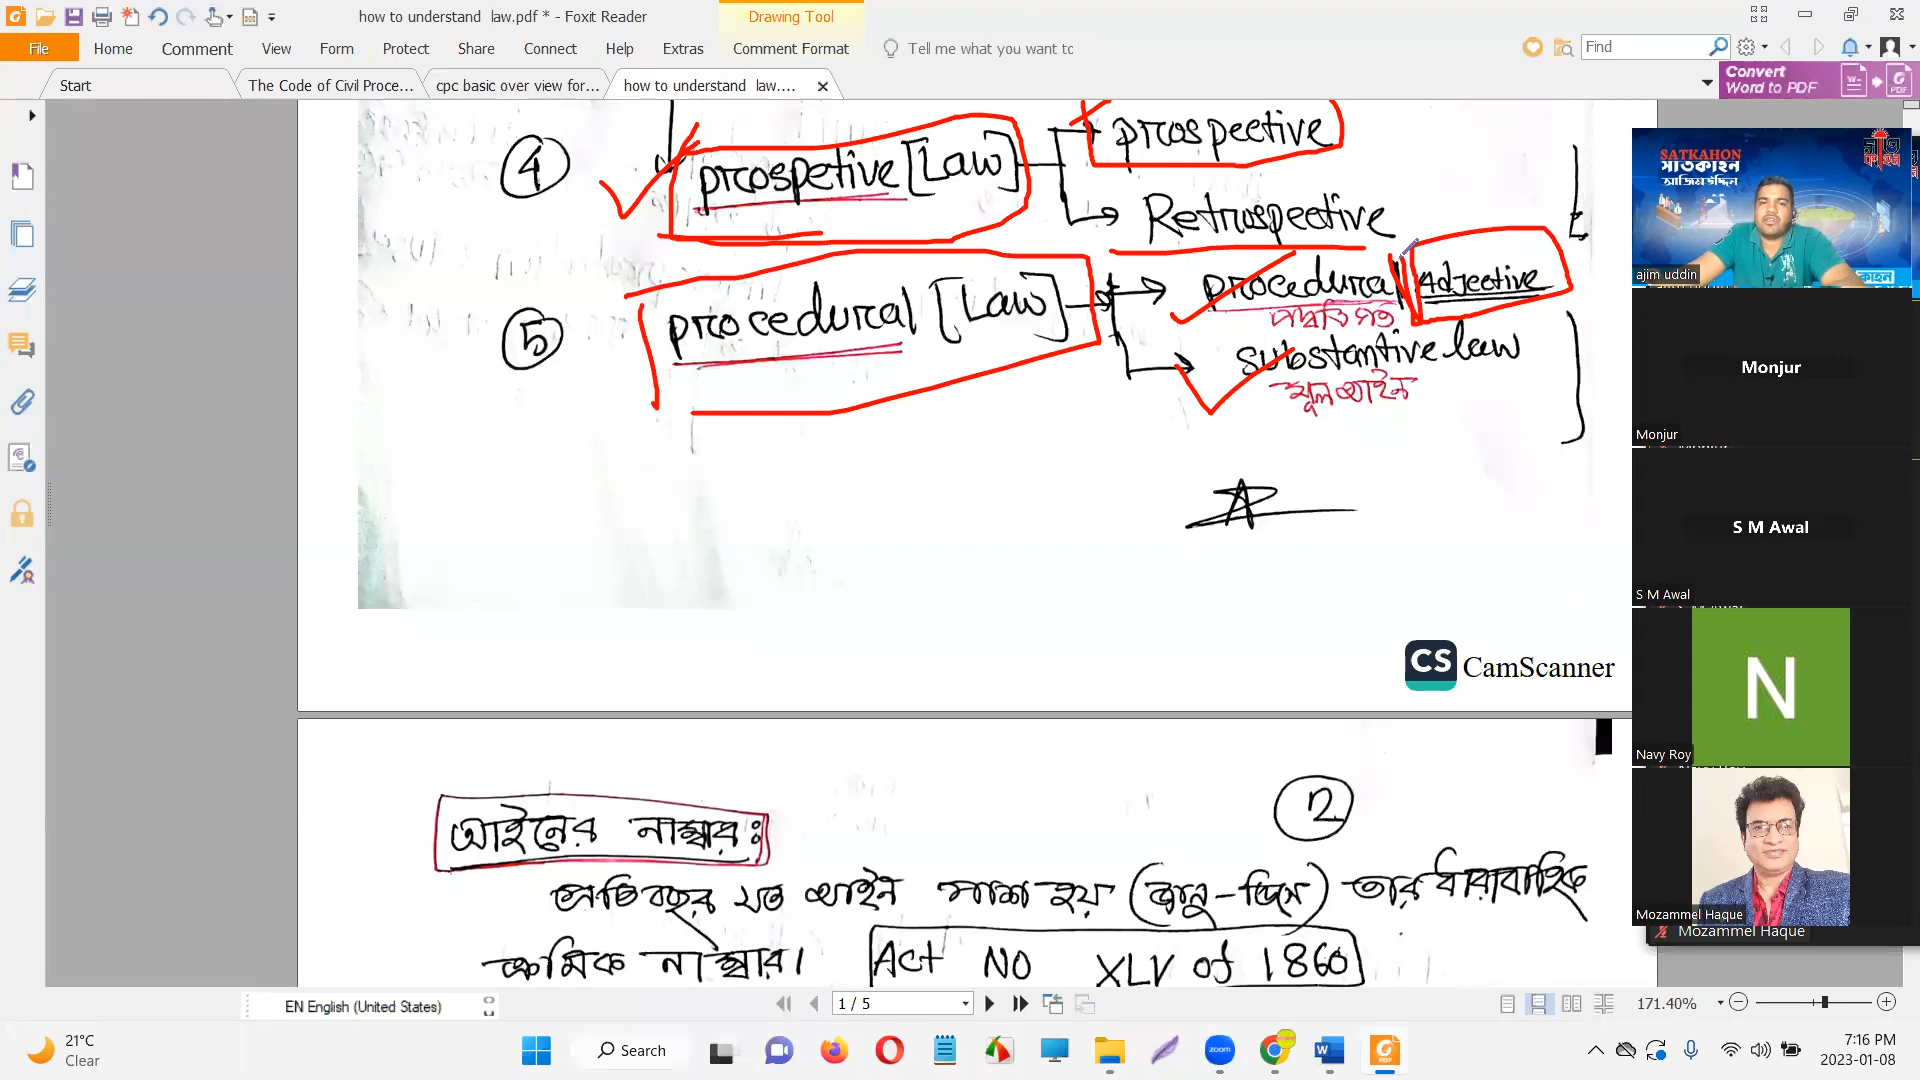 how to understand law.pdf * - Foxit Reader
Drawing Tool
File
Home
Comment
View
Form
Protect
Share
Connect
Help
Extras
Comment Format
Tell me what you want to
Find
Start
The Code of Civil Proce...
cpc basic over view for...
how to understand law....
Convert
Word to PDF
④ prospetive [Law]
prospective
Retrospective
⑤ procedural [Law]
procedural Adjective
পদ্ধতি গত
substantive law
মূল আইন
CS CamScanner
2
আইনের নাম্বার:
প্রতি বছর যত আইন পাশ হয় (জানু-ডিসে) তার ধারাবাহিক
ক্রমিক নাম্বার। Act No XLV of 1860
SATKAHON
সাতকাহন
আজিম উদ্দিন
ajim uddin
Monjur
Monjur
S M Awal
S M Awal
N
Navy Roy
Mozammel Haque
Mozammel Haque
EN English (United States)
1 / 5
171.40%
21°C
Clear
Search
zoom
7:16 PM
2023-01-08